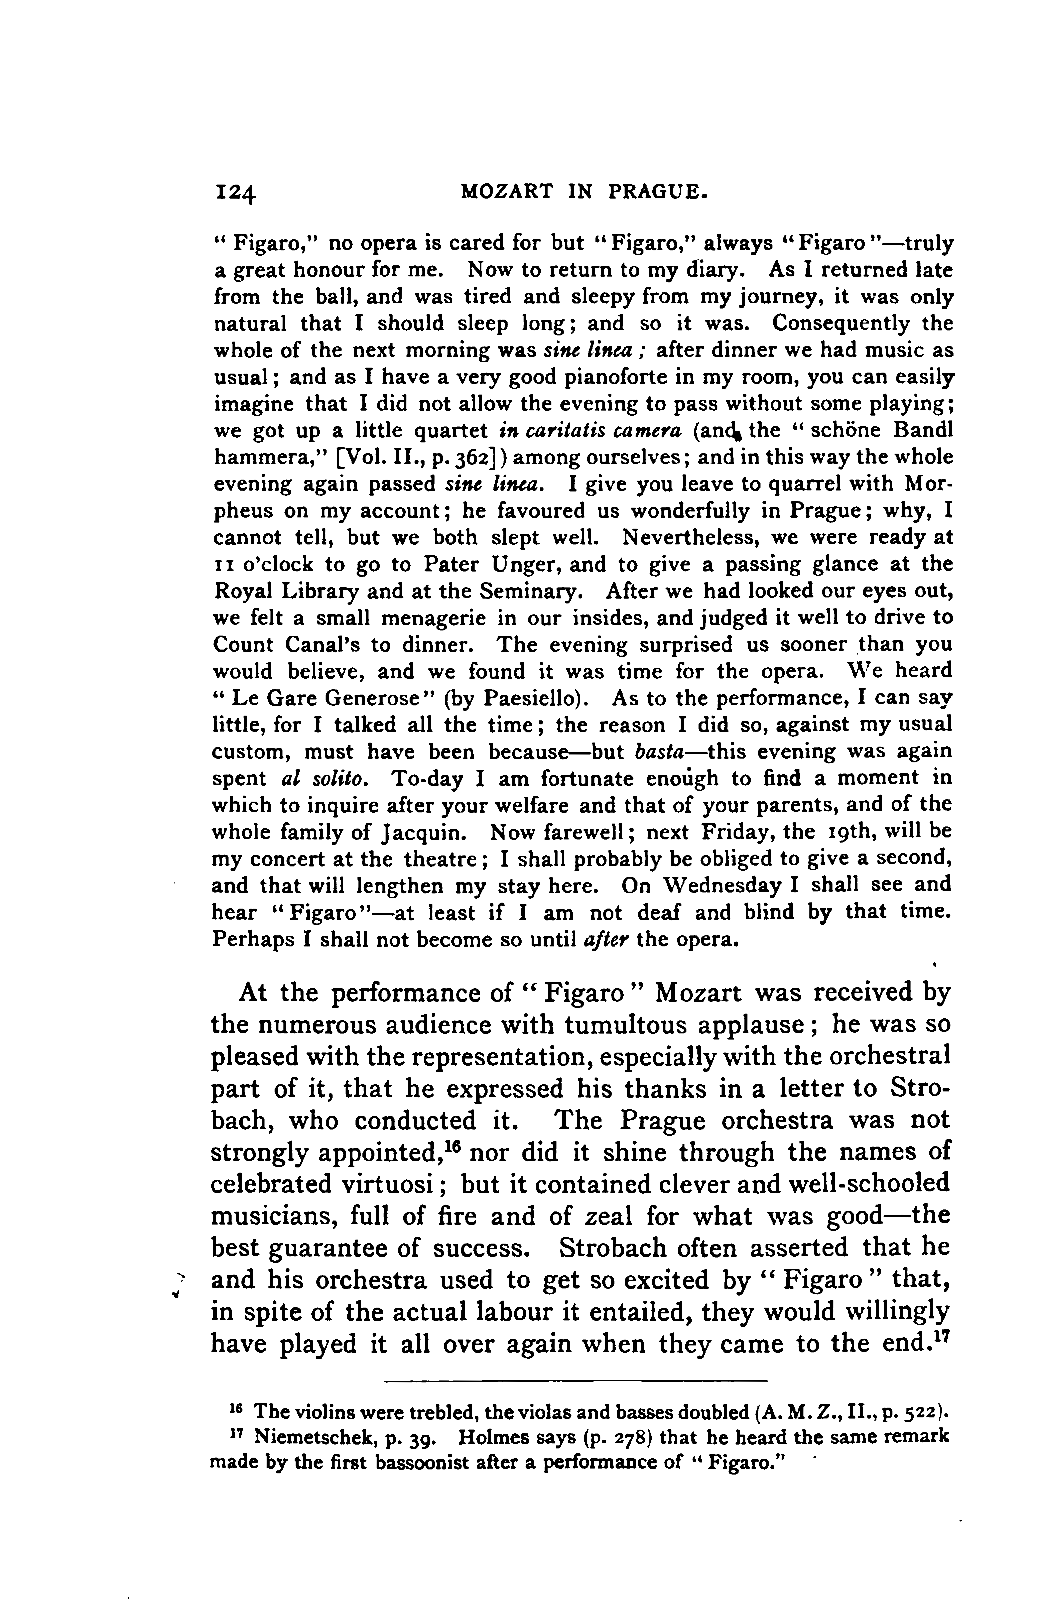 124 MOZART IN PRAGUE.
“ Figaro,” no opera is cared for but “Figaro,” always “Figaro”—truly
a great honour for me. Now to return to my diary. As I returned late
from the ball, and was tired and sleepy from my journey, it was only
natural that I should sleep long; and so it was. Consequently the
whole of the next morning was sine linea; after dinner we had music as
usual; and as I have a very good pianoforte in my room, you can easily
imagine that I did not allow the evening to pass without some playing;
we got up a little quartet in caritatis camera (and the “ schöne Bandl
hammera,” [Vol. II., p. 362]) among ourselves; and in this way the whole
evening again passed sine linea. I give you leave to quarrel with Mor-
pheus on my account; he favoured us wonderfully in Prague; why, I
cannot tell, but we both slept well. Nevertheless, we were ready at
11 o’clock to go to Pater Unger, and to give a passing glance at the
Royal Library and at the Seminary. After we had looked our eyes out,
we felt a small menagerie in our insides, and judged it well to drive to
Count Canal’s to dinner. The evening surprised us sooner than you
would believe, and we found it was time for the opera. We heard
“ Le Gare Generose” (by Paesiello). As to the performance, I can say
little, for I talked all the time; the reason I did so, against my usual
custom, must have been because—but basta—this evening was again
spent al solito. To-day I am fortunate enough to find a moment in
which to inquire after your welfare and that of your parents, and of the
whole family of Jacquin. Now farewell; next Friday, the 19th, will be
my concert at the theatre; I shall probably be obliged to give a second,
and that will lengthen my stay here. On Wednesday I shall see and
hear “Figaro”—at least if I am not deaf and blind by that time.
Perhaps I shall not become so until after the opera.
At the performance of “ Figaro” Mozart was received by
the numerous audience with tumultous applause; he was so
pleased with the representation, especially with the orchestral
part of it, that he expressed his thanks in a letter to Stro-
bach, who conducted it. The Prague orchestra was not
strongly appointed,¹⁶ nor did it shine through the names of
celebrated virtuosi; but it contained clever and well-schooled
musicians, full of fire and of zeal for what was good—the
best guarantee of success. Strobach often asserted that he
and his orchestra used to get so excited by “ Figaro” that,
in spite of the actual labour it entailed, they would willingly
have played it all over again when they came to the end.¹⁷
¹⁶ The violins were trebled, the violas and basses doubled (A. M. Z., II., p. 522).
¹⁷ Niemetschek, p. 39. Holmes says (p. 278) that he heard the same remark
made by the first bassoonist after a performance of “ Figaro.”